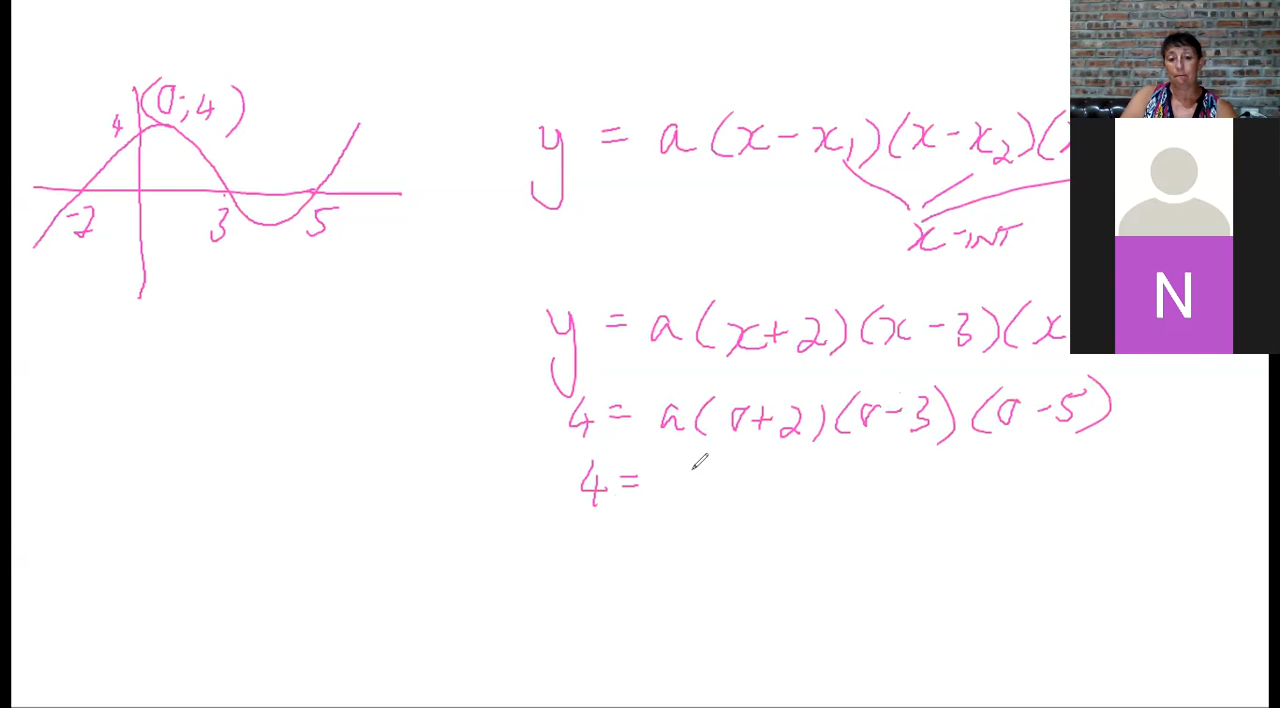 (0;4)
4
-2 3 5
y = a(x-x₁)(x-x₂)(
x-INT
y = a(x+2)(x-3)(x
4 = a(0+2)(0-3)(0-5)
4 =
N